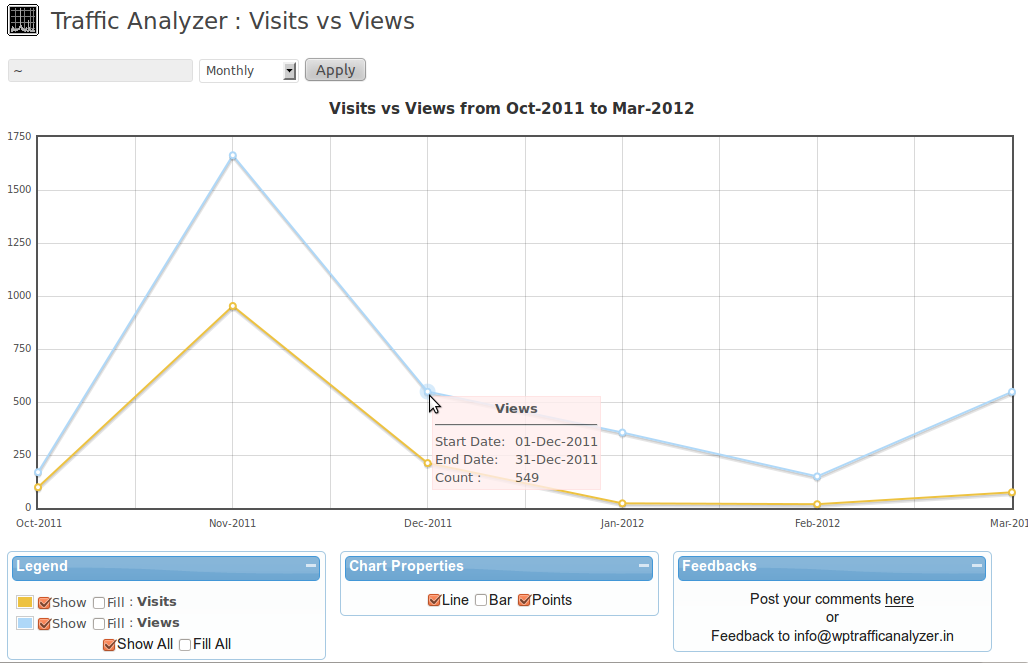 Traffic Analyzer : Visits vs Views
~ Monthly Apply
Visits vs Views from Oct-2011 to Mar-2012
1750
1500
1250
1000
750
500
250
0
Views
Start Date: 01-Dec-2011
End Date: 31-Dec-2011
Count : 549
Oct-2011 Nov-2011 Dec-2011 Jan-2012 Feb-2012 Mar-201
Legend
Show Fill : Visits
Show Fill : Views
Show All Fill All
Chart Properties
Line Bar Points
Feedbacks
Post your comments here
or
Feedback to info@wptrafficanalyzer.in